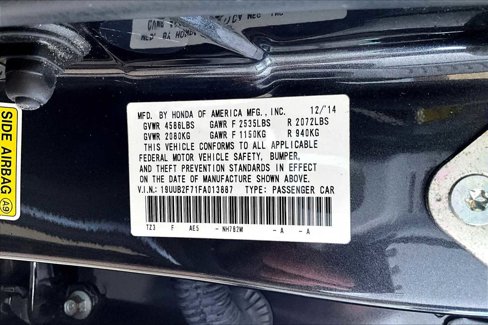 MFD. BY HONDA OF AMERICA MFG., INC. 12/14
GVWR 4586LBS GAWR F 2535LBS R 2072LBS
GVWR 2080KG GAWR F 1150KG R 940KG
THIS VEHICLE CONFORMS TO ALL APPLICABLE
FEDERAL MOTOR VEHICLE SAFETY, BUMPER,
AND THEFT PREVENTION STANDARDS IN EFFECT
ON THE DATE OF MANUFACTURE SHOWN ABOVE.
V.I.N.: 19UUB2F71FA013687 TYPE: PASSENGER CAR
TZ3 F AE5 - NH782M - A - A
SIDE AIRBAG
A9